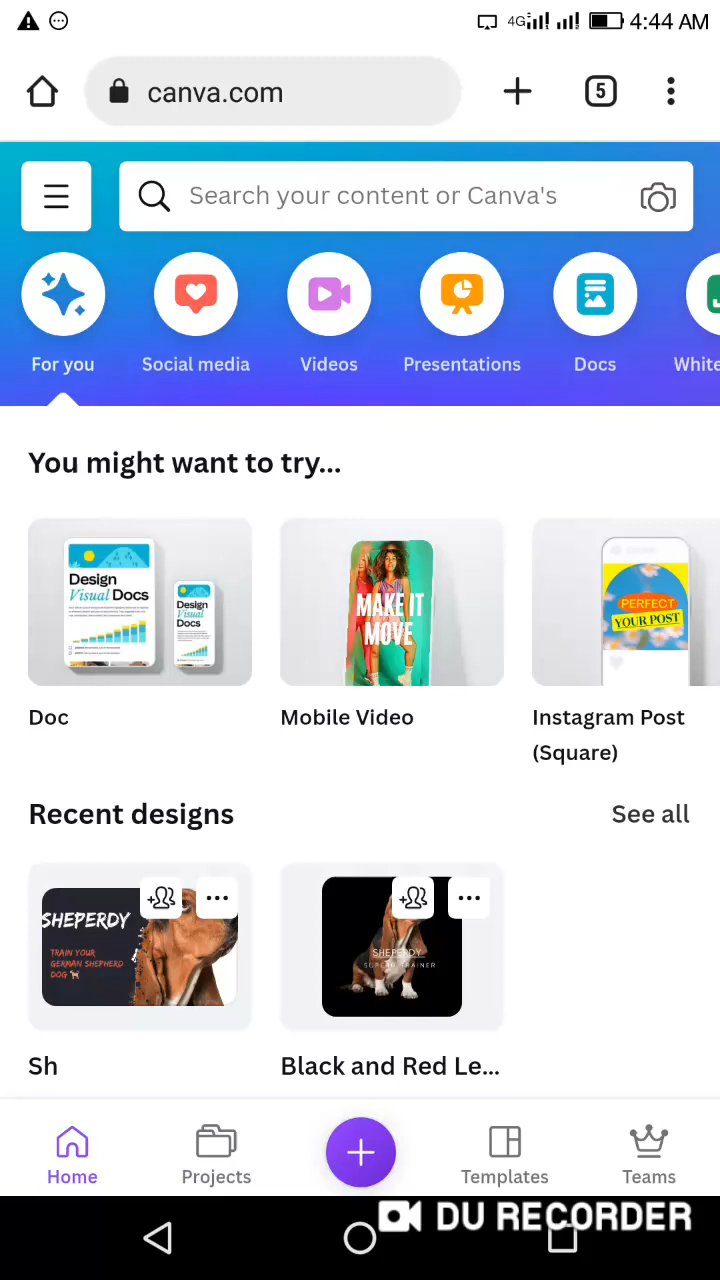 4G 4:44 AM
canva.com
5
Search your content or Canva's
For you Social media Videos Presentations Docs White
You might want to try...
Design
Visual Docs
Design
Visual
Docs
MAKE IT
MOVE
PERFECT
YOUR POST
Doc Mobile Video Instagram Post
(Square)
Recent designs See all
SHEPERDY
TRAIN YOUR
GERMAN SHEPHERD
DOG
SHEPERDY
SUPERB TRAINER
Sh Black and Red Le...
Home Projects Templates Teams
DU RECORDER